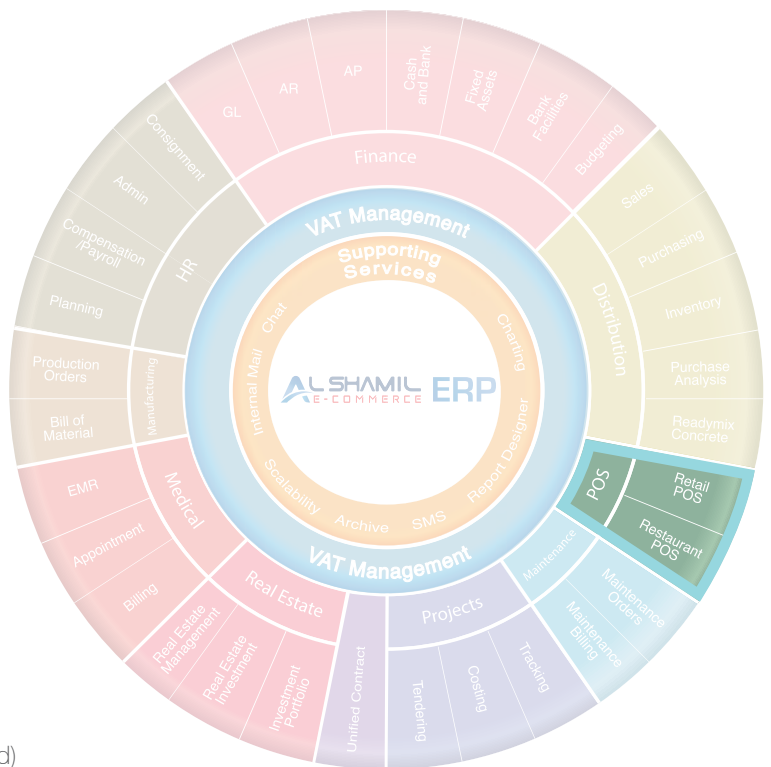 GL
AR
AP
Cash
and Bank
Fixed
Assets
Bank
Facilities
Budgeting
Finance
Consignment
Admin
Compensation
/Payroll
Planning
HR
Sales
Purchasing
Inventory
Purchase
Analysis
Readymix
Concrete
Distribution
VAT Management
Supporting
Services
Chat
Internal Mail
Scalability
Archive
SMS
Report Designer
Charting
AL SHAMIL ERP
E-COMMERCE
Production
Orders
Bill of
Material
Manufacturing
POS
Retail
POS
Restaurant
POS
EMR
Appointment
Billing
Medical
VAT Management
Maintenance
Maintenance
Orders
Maintenance
Billing
Real Estate
Real Estate
Management
Real Estate
Investment
Investment
Portfolio
Unified Contract
Projects
Tendering
Costing
Tracking